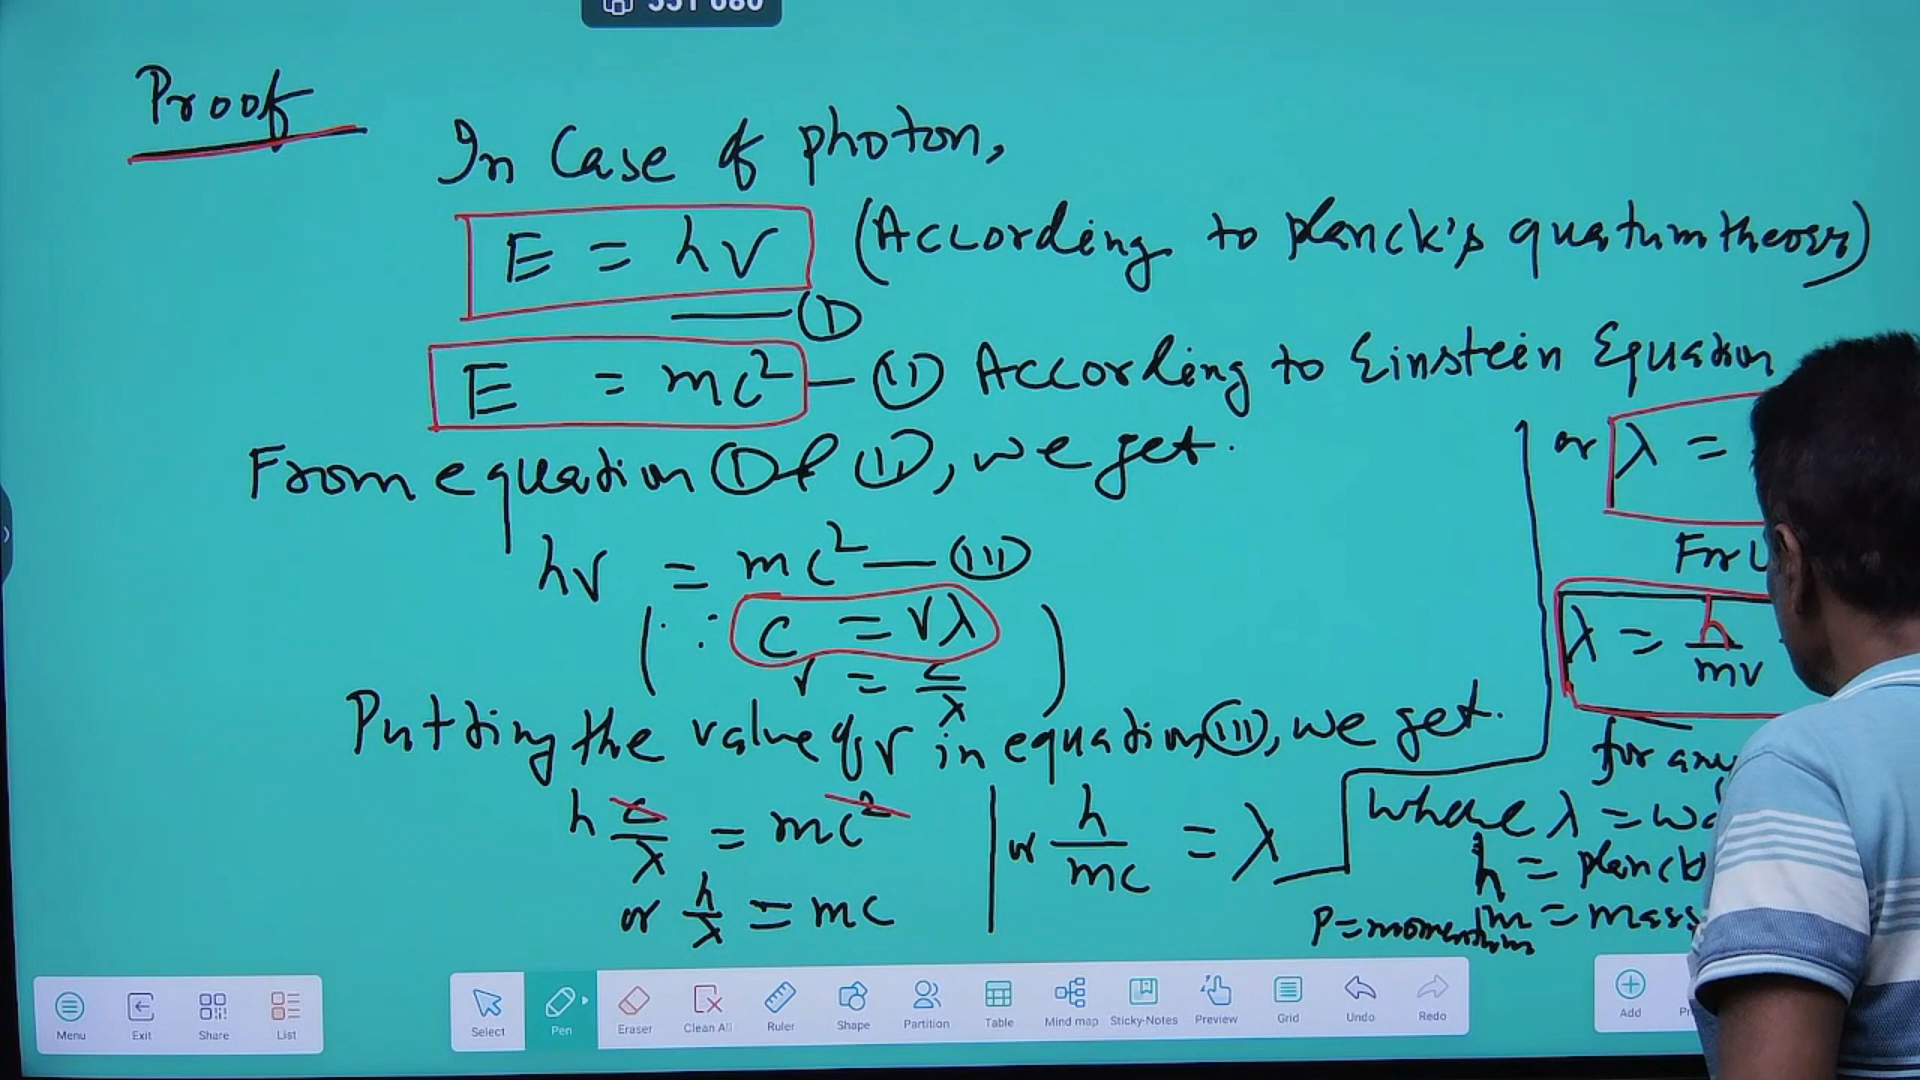 551 080
Proof
In Case of photon,
E = hν (According to planck's quatum theory)
— (I)
E = mc² — (II) According to Einstein Equation
From equation (I) & (II), we get.
hν = mc² — (III)
( ∵ C = νλ )
ν = c/λ
Putting the value of ν in equation (III), we get.
h c/λ = mc²
or h/λ = mc
or h/mc = λ
or λ =
For
λ = h/mv
for any
where λ =
h = planck
P = momentum
m = mass
Menu Exit Share List
Select Pen Eraser Clean All Ruler Shape Partition Table Mind map Sticky-Notes Preview Grid Undo Redo
Add